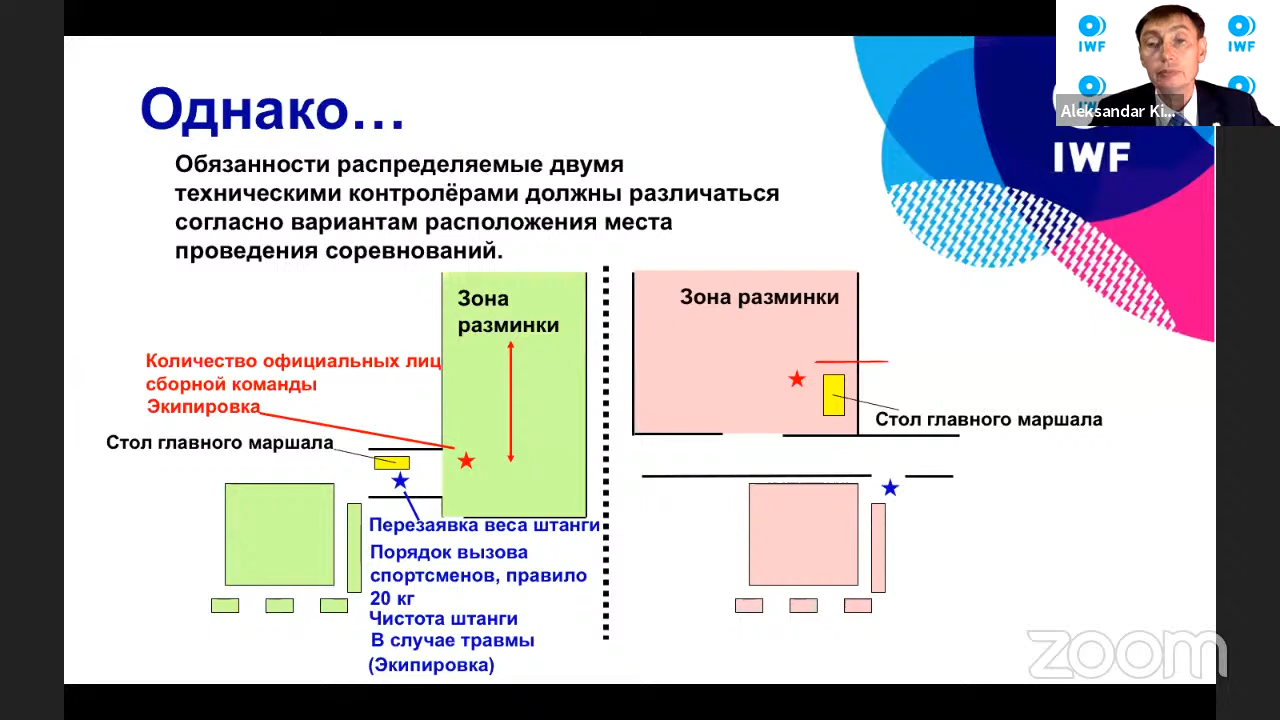 Однако...
Обязанности распределяемые двумя
техническими контролёрами должны различаться
согласно вариантам расположения места
проведения соревнований.
IWF
IWF
IWF
Aleksandar Ki...
Зона
разминки
Количество официальных лиц
сборной команды
Экипировка
Стол главного маршала
Перезаявка веса штанги
Порядок вызова
спортсменов, правило
20 кг
Чистота штанги
В случае травмы
(Экипировка)
Зона разминки
Стол главного маршала
zoom